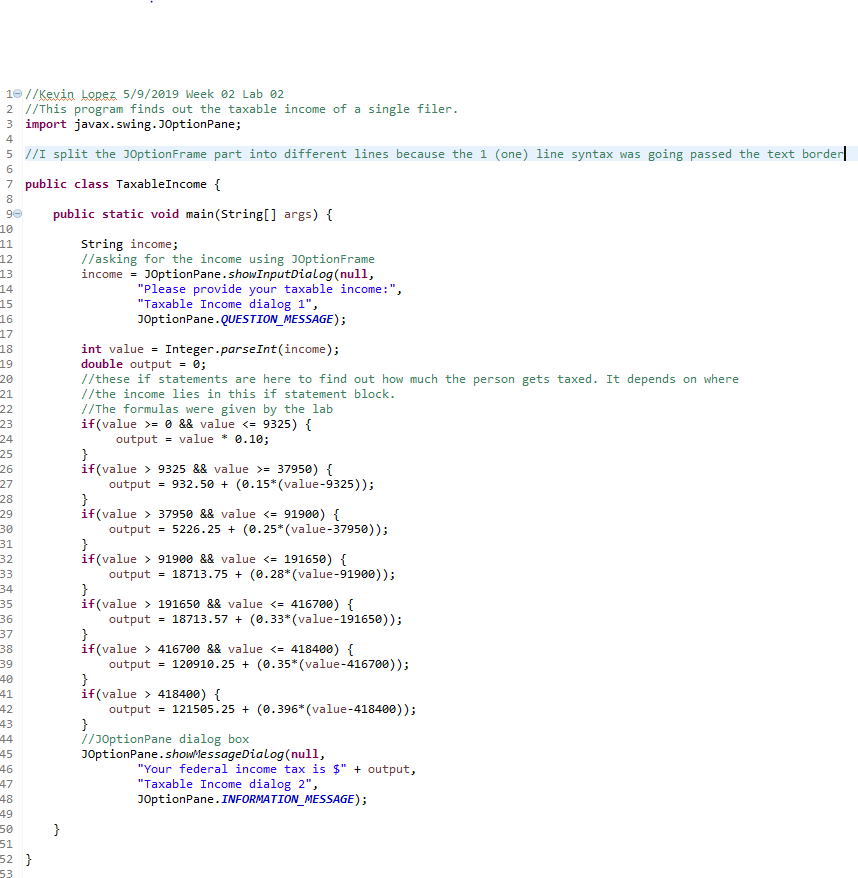 1 //Kevin Lopez 5/9/2019 Week 02 Lab 02
2 //This program finds out the taxable income of a single filer.
3 import javax.swing.JOptionPane;
4
5 //I split the JOptionFrame part into different lines because the 1 (one) line syntax was going passed the text border
6
7 public class TaxableIncome {
8
9     public static void main(String[] args) {
10
11         String income;
12         //asking for the income using JOptionFrame
13         income = JOptionPane.showInputDialog(null,
14                 "Please provide your taxable income:",
15                 "Taxable Income dialog 1",
16                 JOptionPane.QUESTION_MESSAGE);
17
18         int value = Integer.parseInt(income);
19         double output = 0;
20         //these if statements are here to find out how much the person gets taxed. It depends on where
21         //the income lies in this if statement block.
22         //The formulas were given by the lab
23         if(value >= 0 && value <= 9325) {
24              output = value * 0.10;
25         }
26         if(value > 9325 && value >= 37950) {
27             output = 932.50 + (0.15*(value-9325));
28         }
29         if(value > 37950 && value <= 91900) {
30             output = 5226.25 + (0.25*(value-37950));
31         }
32         if(value > 91900 && value <= 191650) {
33             output = 18713.75 + (0.28*(value-91900));
34         }
35         if(value > 191650 && value <= 416700) {
36             output = 18713.57 + (0.33*(value-191650));
37         }
38         if(value > 416700 && value <= 418400) {
39             output = 120910.25 + (0.35*(value-416700));
40         }
41         if(value > 418400) {
42             output = 121505.25 + (0.396*(value-418400));
43         }
44         //JOptionPane dialog box
45         JOptionPane.showMessageDialog(null,
46                 "Your federal income tax is $" + output,
47                 "Taxable Income dialog 2",
48                 JOptionPane.INFORMATION_MESSAGE);
49
50     }
51
52 }
53